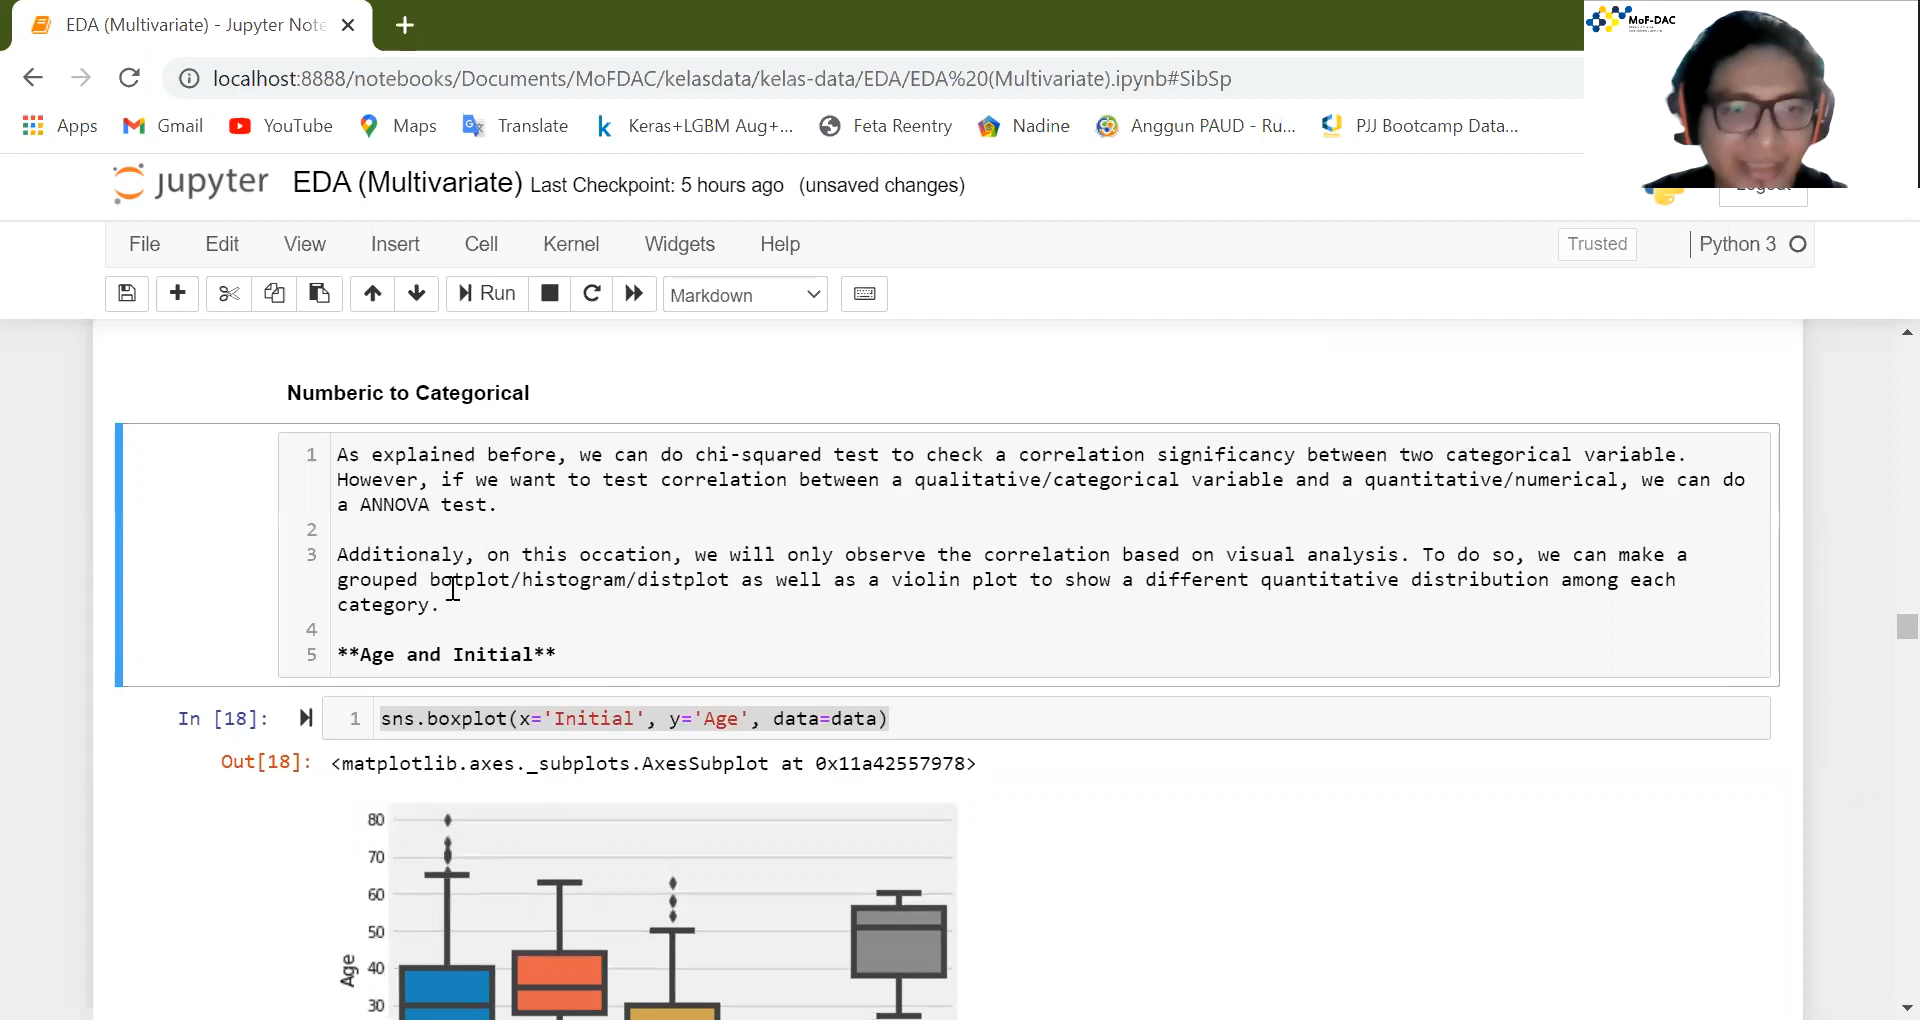 EDA (Multivariate) - Jupyter Note
MoF-DAC
localhost:8888/notebooks/Documents/MoFDAC/kelasdata/kelas-data/EDA/EDA%20(Multivariate).ipynb#SibSp
Apps Gmail YouTube Maps Translate Keras+LGBM Aug+... Feta Reentry Nadine Anggun PAUD - Ru... PJJ Bootcamp Data...
jupyter EDA (Multivariate) Last Checkpoint: 5 hours ago (unsaved changes) Logout
File Edit View Insert Cell Kernel Widgets Help Trusted Python 3
Run Markdown
Numberic to Categorical
1 As explained before, we can do chi-squared test to check a correlation significancy between two categorical variable.
However, if we want to test correlation between a qualitative/categorical variable and a quantitative/numerical, we can do
a ANNOVA test.
2
3 Additionaly, on this occation, we will only observe the correlation based on visual analysis. To do so, we can make a
grouped botplot/histogram/distplot as well as a violin plot to show a different quantitative distribution among each
category.
4
5 **Age and Initial**
In [18]: 1 sns.boxplot(x='Initial', y='Age', data=data)
Out[18]: <matplotlib.axes._subplots.AxesSubplot at 0x11a42557978>
80
70
60
50
40
30
Age